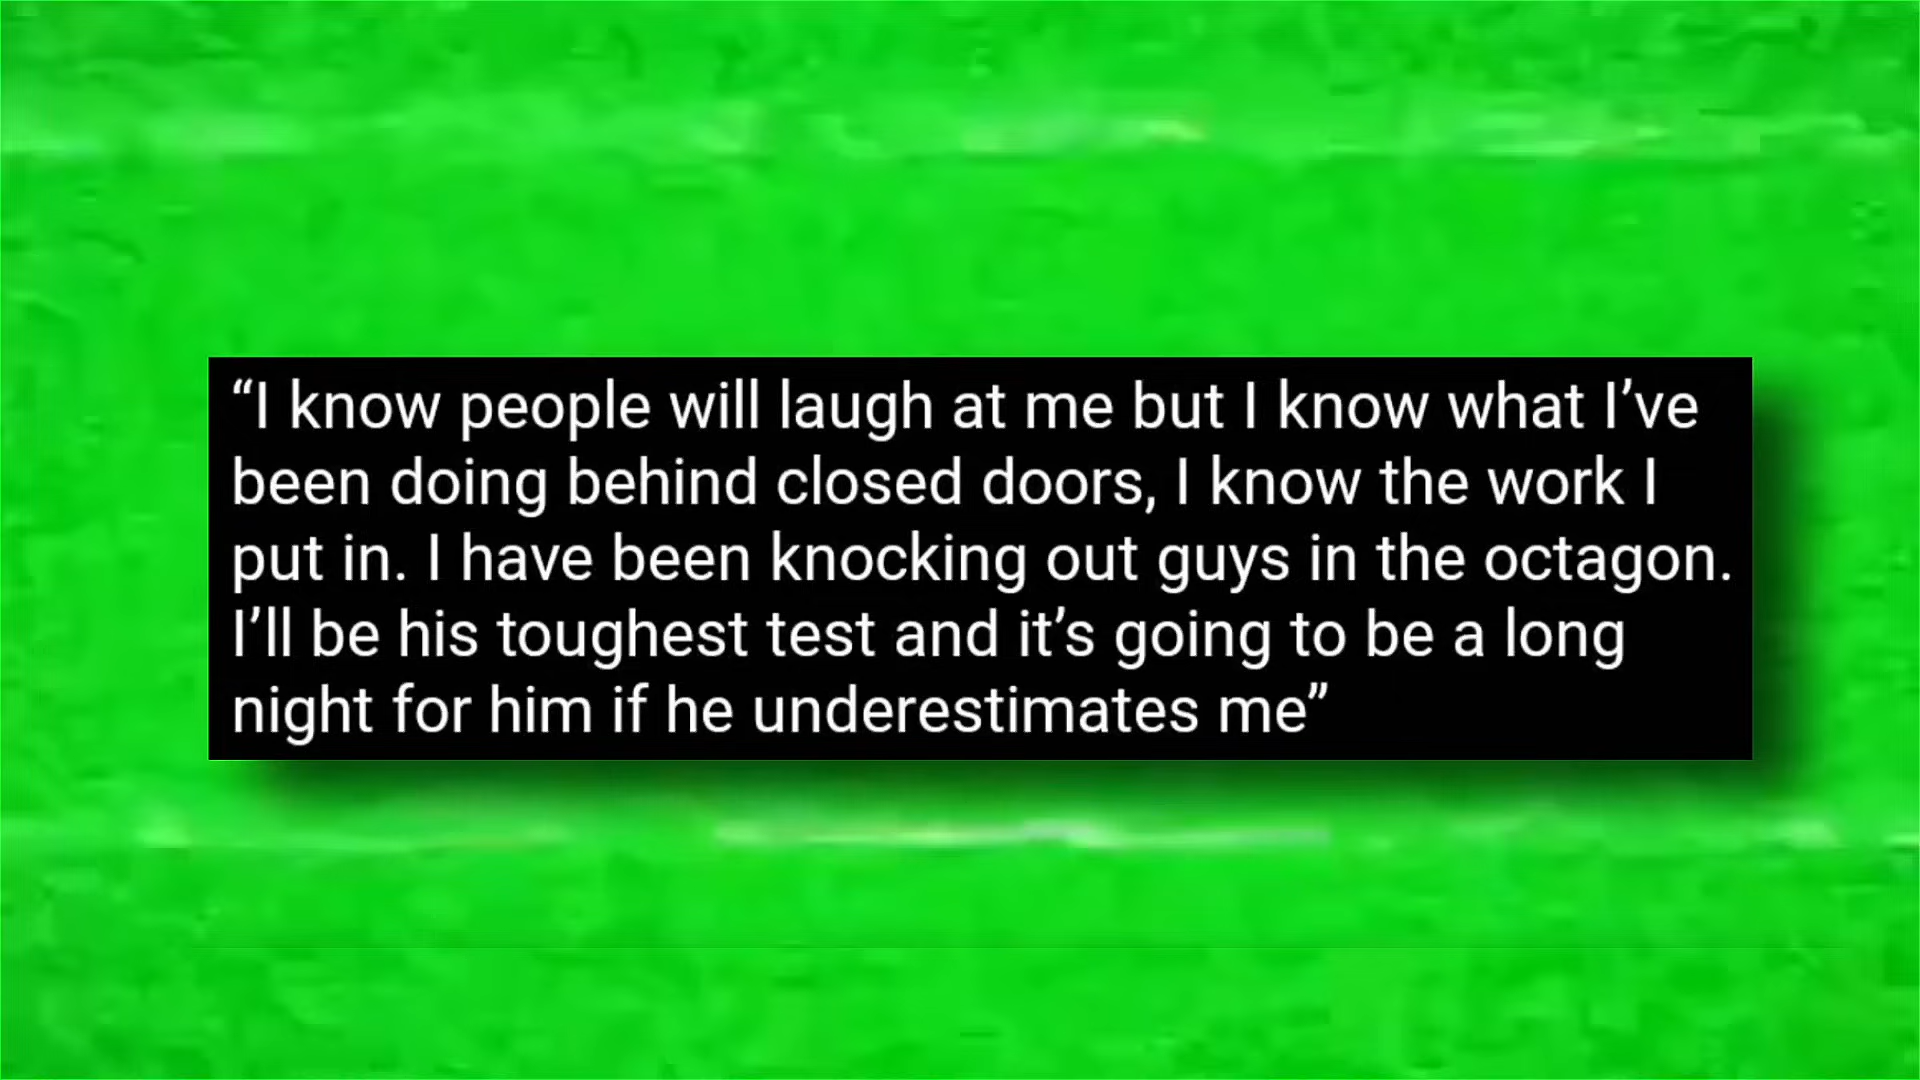 “I know people will laugh at me but I know what I’ve
been doing behind closed doors, I know the work I
put in. I have been knocking out guys in the octagon.
I’ll be his toughest test and it’s going to be a long
night for him if he underestimates me”